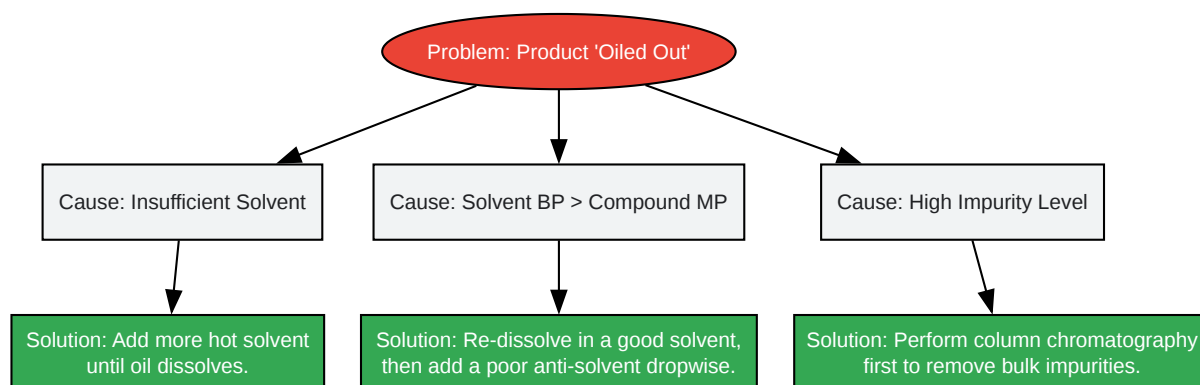 Problem: Product 'Oiled Out'
Cause: Insufficient Solvent
Cause: Solvent BP > Compound MP
Cause: High Impurity Level
Solution: Add more hot solvent
until oil dissolves.
Solution: Re-dissolve in a good solvent,
then add a poor anti-solvent dropwise.
Solution: Perform column chromatography
first to remove bulk impurities.